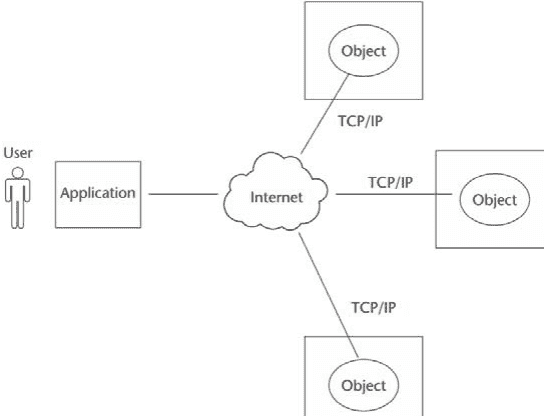 Object
TCP/IP
User
Application
Internet
TCP/IP
Object
TCP/IP
Object